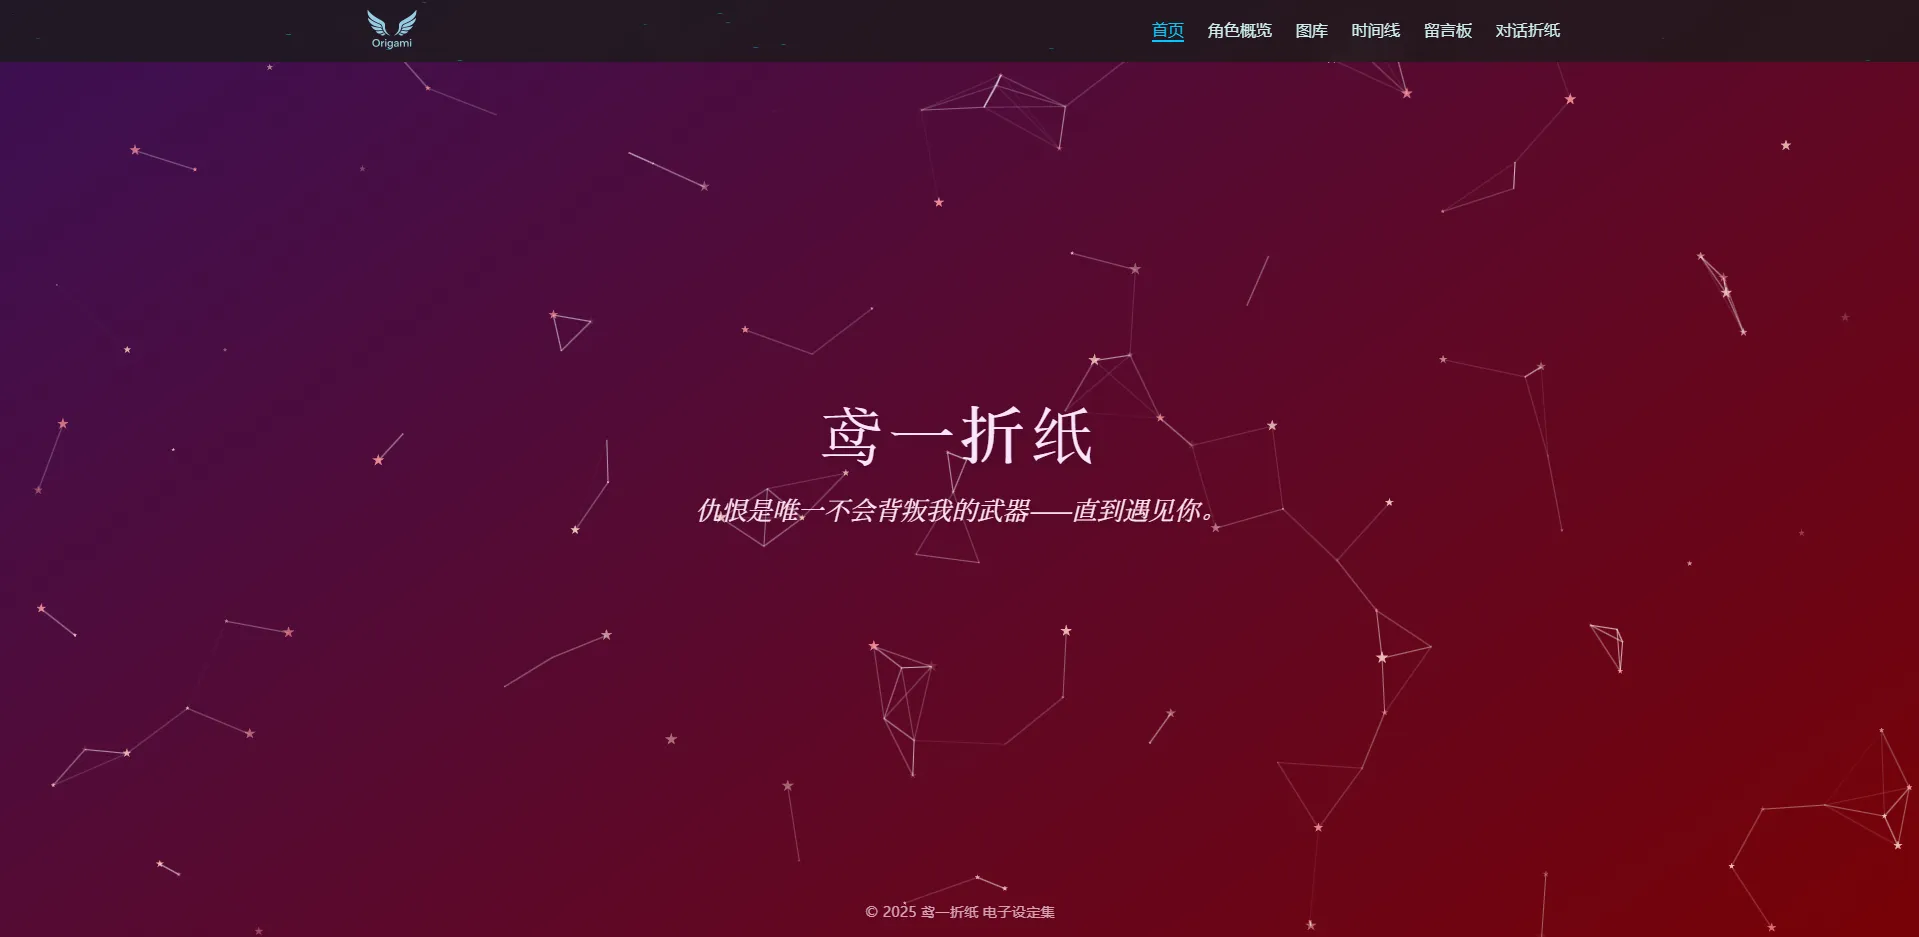 Origami
首页 角色概览 图库 时间线 留言板 对话折纸
鸢一折纸
仇恨是唯一不会背叛我的武器——直到遇见你。
© 2025 鸢一折纸 电子设定集